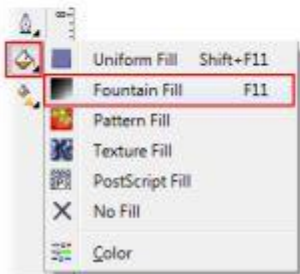 Uniform Fill Shift+F11
Fountain Fill F11
Pattern Fill
Texture Fill
PostScript Fill
No Fill
Color